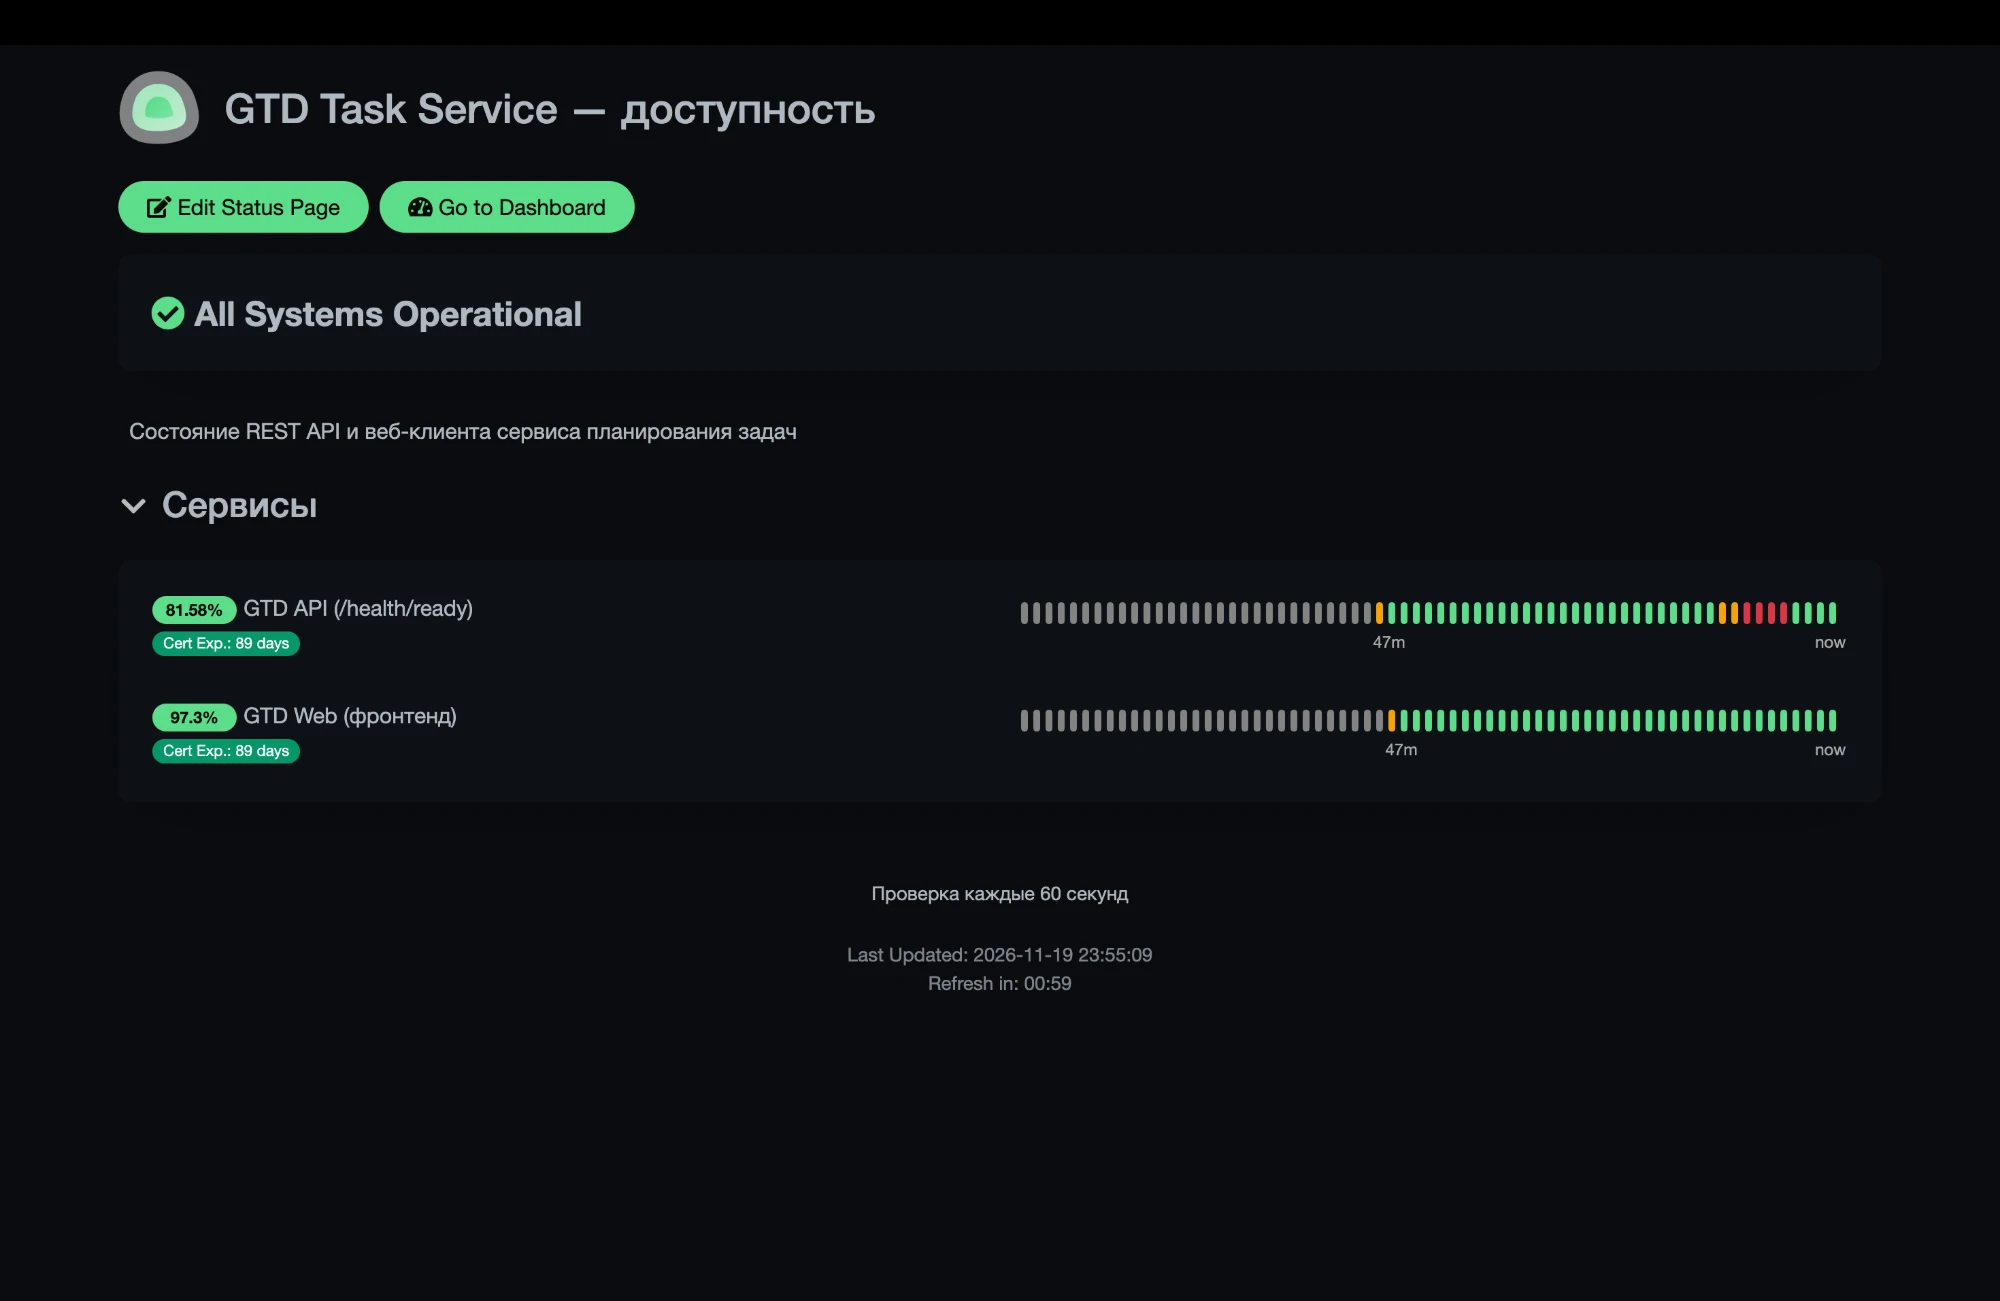 GTD Task Service — доступность
Edit Status Page
Go to Dashboard
All Systems Operational
Состояние REST API и веб-клиента сервиса планирования задач
Сервисы
81.58% GTD API (/health/ready)
Cert Exp.: 89 days
47m
now
97.3% GTD Web (фронтенд)
Cert Exp.: 89 days
47m
now
Проверка каждые 60 секунд
Last Updated: 2026-11-19 23:55:09
Refresh in: 00:59